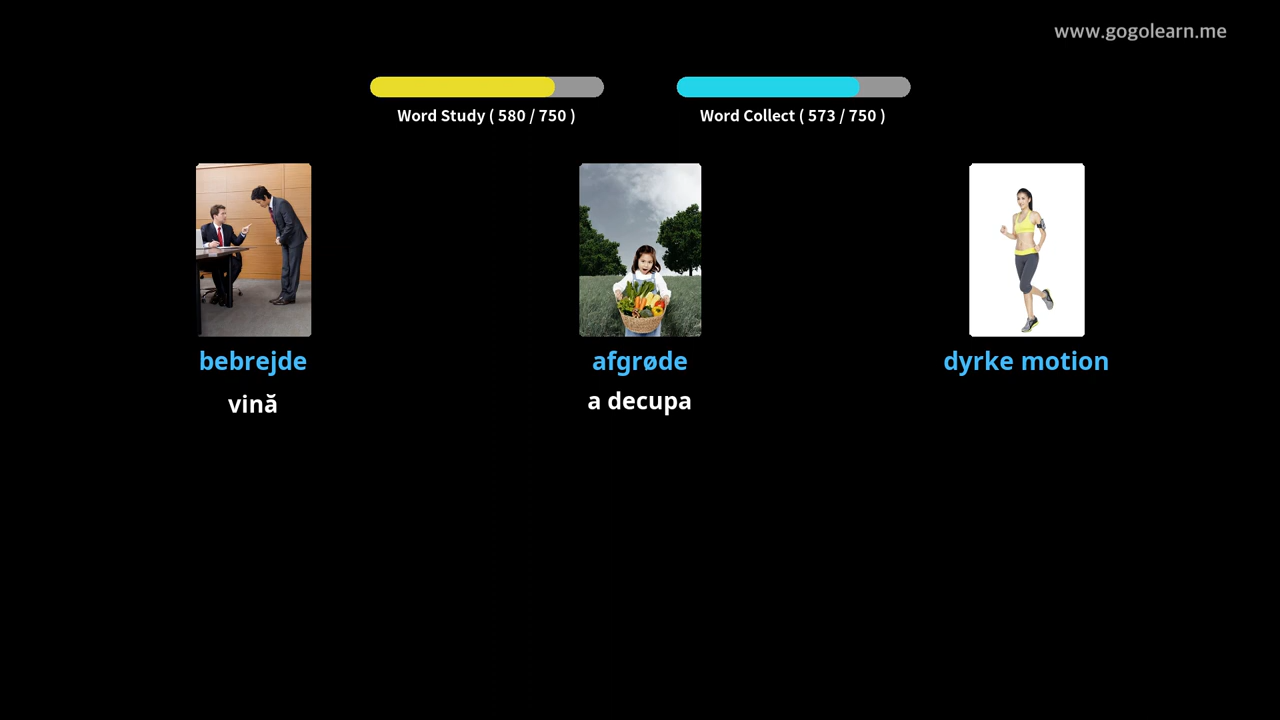 www.gogolearn.me
Word Study ( 580 / 750 )
Word Collect ( 573 / 750 )
bebrejde
afgrøde
dyrke motion
vină
a decupa